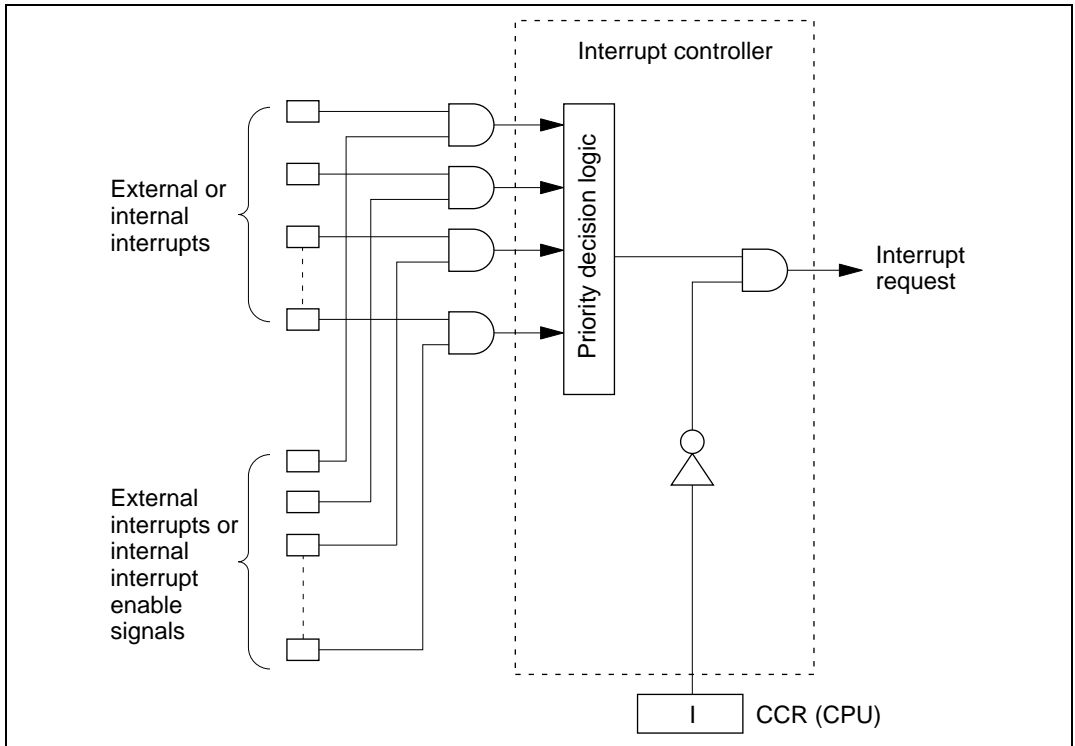 Interrupt controller
External or
internal
interrupts
Priority decision logic
Interrupt
request
External
interrupts or
internal
interrupt
enable
signals
I
CCR (CPU)